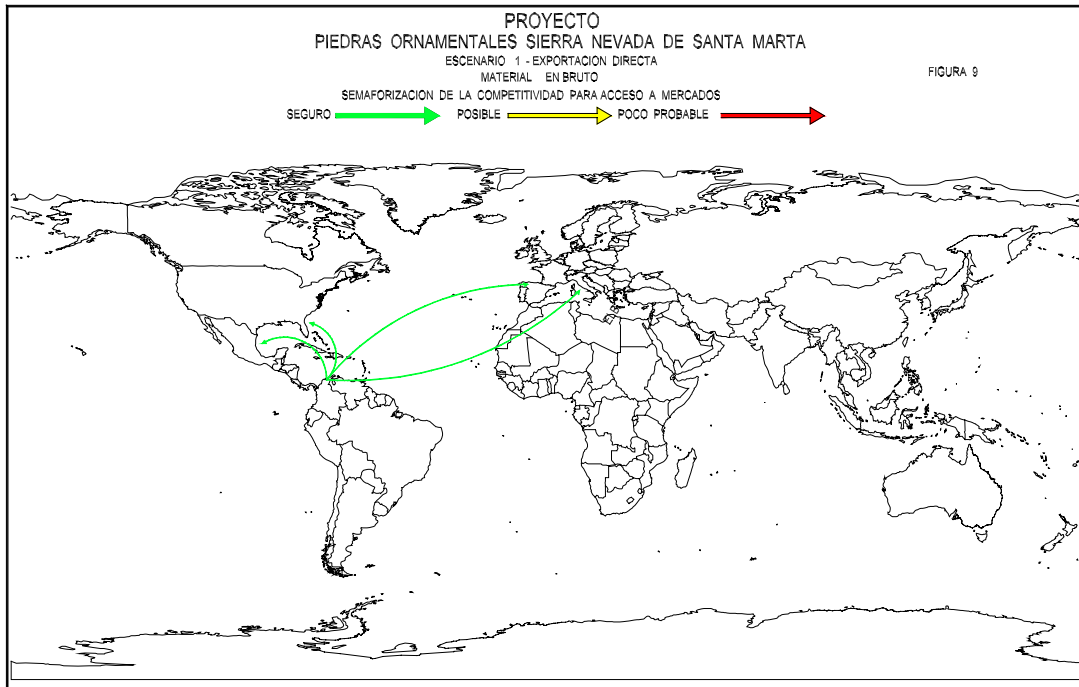 PROYECTO
PIEDRAS ORNAMENTALES SIERRA NEVADA DE SANTA MARTA
ESCENARIO 1 - EXPORTACION DIRECTA
MATERIAL EN BRUTO
FIGURA 9
SEMAFORIZACION DE LA COMPETITIVIDAD PARA ACCESO A MERCADOS
SEGURO POSIBLE POCO PROBABLE